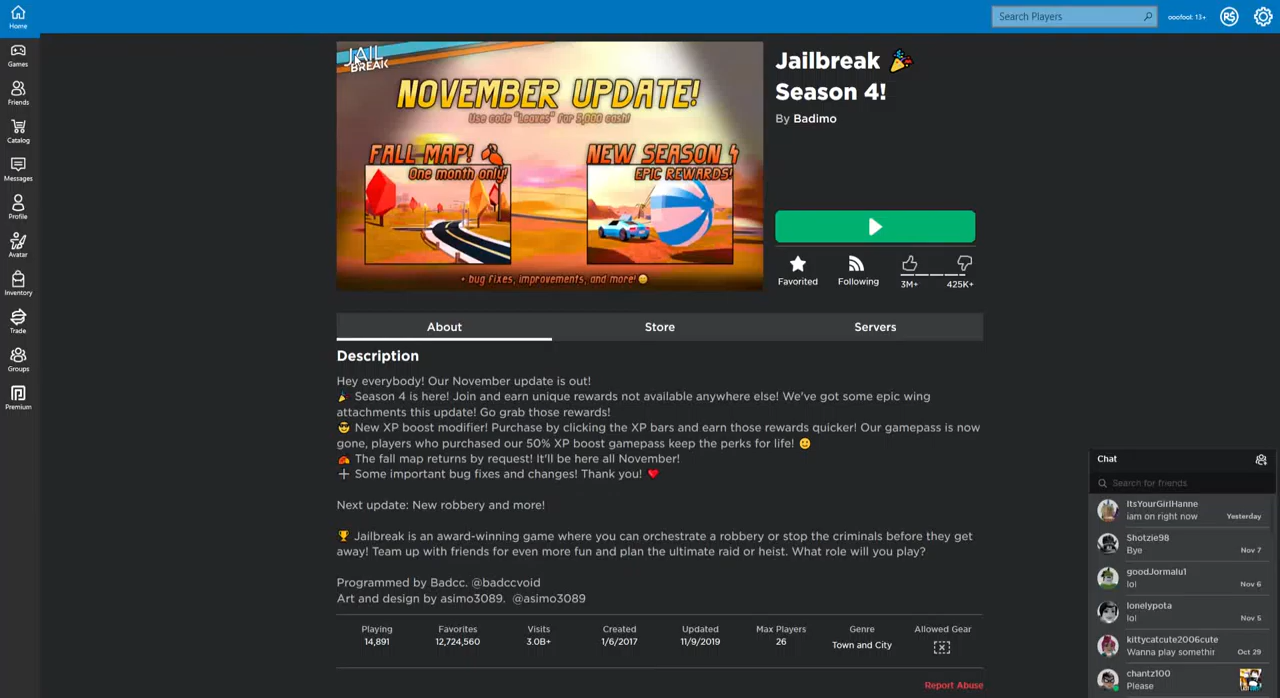 Home
Search Players
ooofoot: 13+
R$
Games
Friends
Catalog
Messages
Profile
Avatar
Inventory
Trade
Groups
Premium
JAIL
BREAK
NOVEMBER UPDATE!
Use code "Leaves" for 5,000 cash!
FALL MAP!
One month only!
NEW SEASON 4
EPIC REWARDS!
+ bug fixes, improvements, and more!
Jailbreak 🎉
Season 4!
By Badimo
Favorited
Following
3M+
425K+
About
Store
Servers
Description
Hey everybody! Our November update is out!
🎉 Season 4 is here! Join and earn unique rewards not available anywhere else! We've got some epic wing
attachments this update! Go grab those rewards!
😎 New XP boost modifier! Purchase by clicking the XP bars and earn those rewards quicker! Our gamepass is now
gone, players who purchased our 50% XP boost gamepass keep the perks for life! 🙂
🍂 The fall map returns by request! It'll be here all November!
➕ Some important bug fixes and changes! Thank you! ❤️
Next update: New robbery and more!
🏆 Jailbreak is an award-winning game where you can orchestrate a robbery or stop the criminals before they get
away! Team up with friends for even more fun and plan the ultimate raid or heist. What role will you play?
Programmed by Badcc. @badccvoid
Art and design by asimo3089. @asimo3089
Playing
14,891
Favorites
12,724,560
Visits
3.0B+
Created
1/6/2017
Updated
11/9/2019
Max Players
26
Genre
Town and City
Allowed Gear
Report Abuse
Chat
Search for friends
ItsYourGirlHanne
iam on right now
Yesterday
Shotzie98
Bye
Nov 7
goodJormalu1
lol
Nov 6
lonelypota
lol
Nov 5
kittycatcute2006cute
Wanna play somethir
Oct 29
chantz100
Please